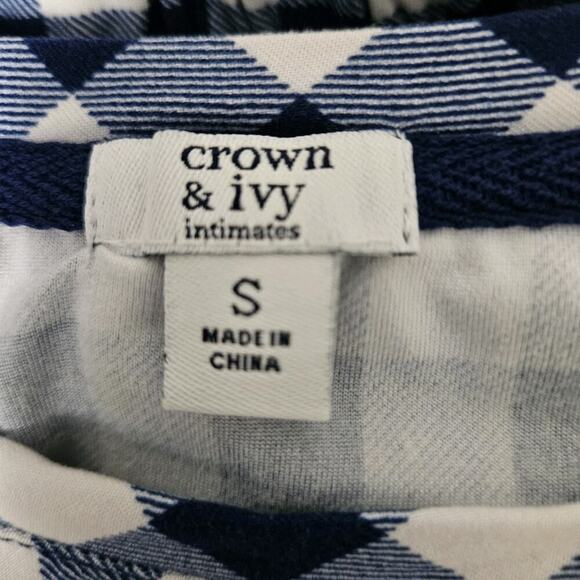 crown
& ivy
intimates
S
MADE IN
CHINA